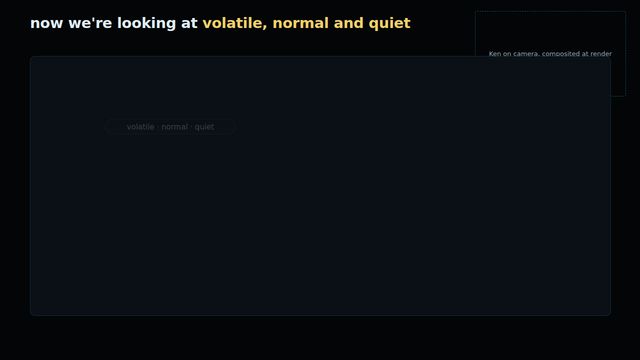 now we're looking at volatile, normal and quiet
Ken on camera, composited at render
volatile · normal · quiet